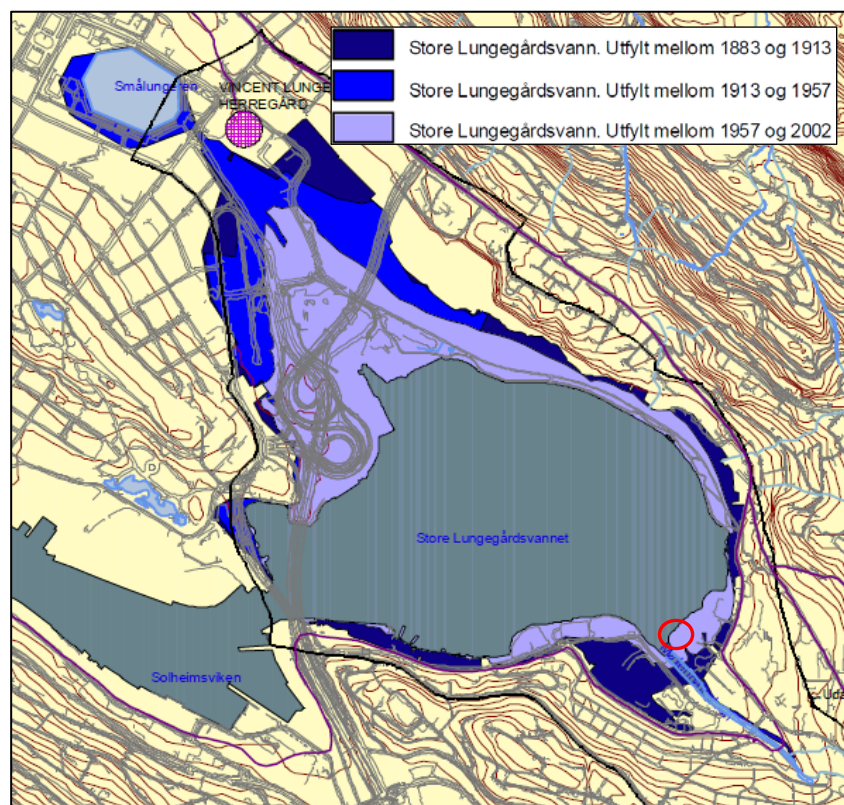 Store Lungegårdsvann. Utfylt mellom 1883 og 1913
Store Lungegårdsvann. Utfylt mellom 1913 og 1957
Store Lungegårdsvann. Utfylt mellom 1957 og 2002
Smålungeren
VINCENT LUNGE
HERREGÅRD
Store Lungegårdsvannet
Solheimsviken